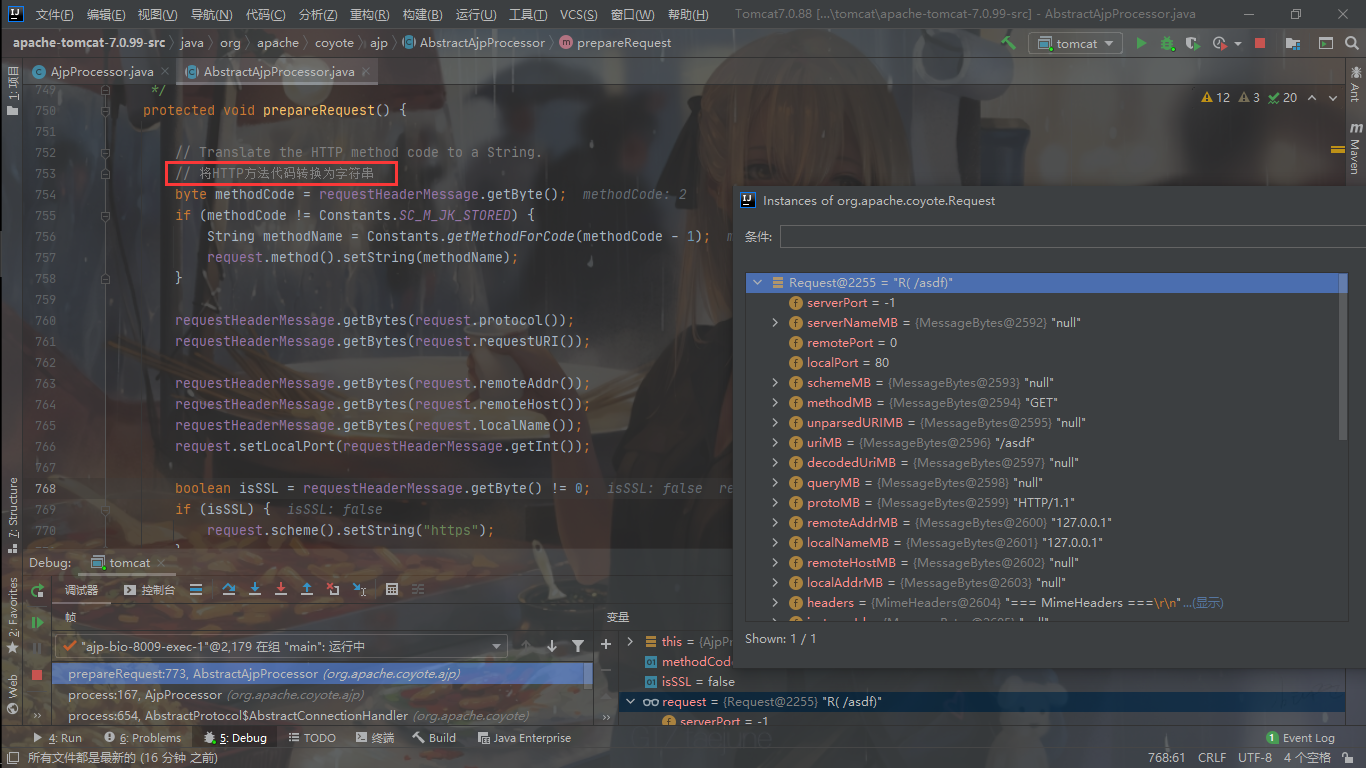 文件(F) 编辑(E) 视图(V) 导航(N) 代码(C) 分析(Z) 重构(R) 构建(B) 运行(U) 工具(T) VCS(S) 窗口(W) 帮助(H) Tomcat7.0.88 [...\tomcat\apache-tomcat-7.0.99-src] - AbstractAjpProcessor.java
apache-tomcat-7.0.99-src java org apache coyote ajp AbstractAjpProcessor prepareRequest tomcat
AjpProcessor.java AbstractAjpProcessor.java
1: 项目
Ant
Maven
12 3 20
749 */
750 protected void prepareRequest() {
751
752 // Translate the HTTP method code to a String.
753 // 将HTTP方法代码转换为字符串
754 byte methodCode = requestHeaderMessage.getByte(); methodCode: 2
755 if (methodCode != Constants.SC_M_JK_STORED) {
756 String methodName = Constants.getMethodForCode(methodCode - 1);
757 request.method().setString(methodName);
758 }
759
760 requestHeaderMessage.getBytes(request.protocol());
761 requestHeaderMessage.getBytes(request.requestURI());
762
763 requestHeaderMessage.getBytes(request.remoteAddr());
764 requestHeaderMessage.getBytes(request.remoteHost());
765 requestHeaderMessage.getBytes(request.localName());
766 request.setLocalPort(requestHeaderMessage.getInt());
767
768 boolean isSSL = requestHeaderMessage.getByte() != 0; isSSL: false re
769 if (isSSL) { isSSL: false
770 request.scheme().setString("https");
}
Instances of org.apache.coyote.Request
条件:
Request@2255 = "R( /asdf)"
serverPort = -1
serverNameMB = {MessageBytes@2592} "null"
remotePort = 0
localPort = 80
schemeMB = {MessageBytes@2593} "null"
methodMB = {MessageBytes@2594} "GET"
unparsedURIMB = {MessageBytes@2595} "null"
uriMB = {MessageBytes@2596} "/asdf"
decodedUriMB = {MessageBytes@2597} "null"
queryMB = {MessageBytes@2598} "null"
protoMB = {MessageBytes@2599} "HTTP/1.1"
remoteAddrMB = {MessageBytes@2600} "127.0.0.1"
localNameMB = {MessageBytes@2601} "127.0.0.1"
remoteHostMB = {MessageBytes@2602} "null"
localAddrMB = {MessageBytes@2603} "null"
headers = {MimeHeaders@2604} "=== MimeHeaders ===\r\n"...(显示)
Shown: 1 / 1
7: Structure
2: Favorites
Web
Debug: tomcat
调试器 控制台
帧 变量
"ajp-bio-8009-exec-1"@2,179 在组 "main": 运行中
prepareRequest:773, AbstractAjpProcessor (org.apache.coyote.ajp)
process:167, AjpProcessor (org.apache.coyote.ajp)
process:654, AbstractProtocol$AbstractConnectionHandler (org.apache.coyote)
this = {AjpPr
methodCod
isSSL = false
request = {Request@2255} "R( /asdf)"
serverPort = -1
4: Run 6: Problems 5: Debug TODO 终端 Build Java Enterprise 1 Event Log
所有文件都是最新的 (16 分钟 之前) 768:61 CRLF UTF-8 4 个空格